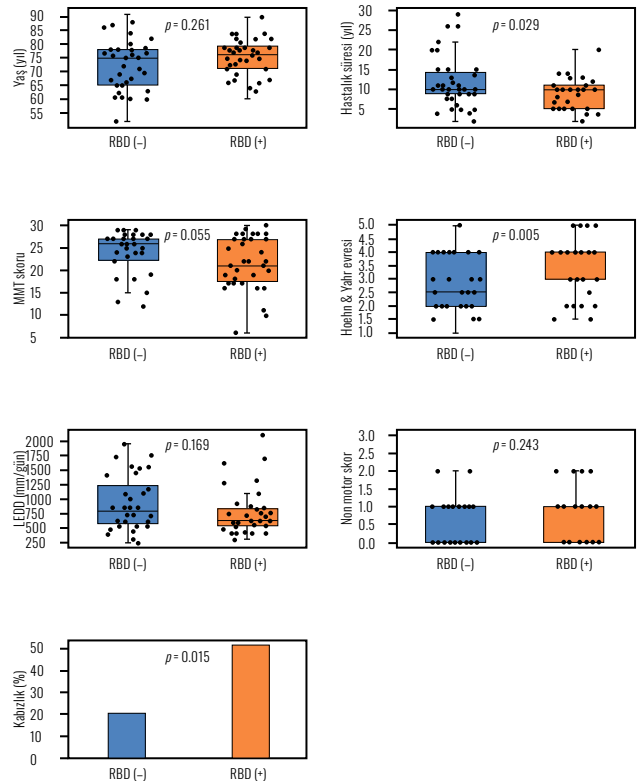 Yaş (yıl)
90
85
80
75
70
65
60
55
p = 0.261
RBD (−)
RBD (+)
Hastalık süresi (yıl)
30
25
20
15
10
5
p = 0.029
RBD (−)
RBD (+)
MMT skoru
30
25
20
15
10
5
p = 0.055
RBD (−)
RBD (+)
Hoehn & Yahr evresi
5.0
4.5
4.0
3.5
3.0
2.5
2.0
1.5
1.0
p = 0.005
RBD (−)
RBD (+)
LEDD (mm/gün)
2000
1750
1500
1250
1000
750
500
250
p = 0.169
RBD (−)
RBD (+)
Non motor skor
3.0
2.5
2.0
1.5
1.0
0.5
0.0
p = 0.243
RBD (−)
RBD (+)
Kabızlık (%)
50
40
30
20
10
0
p = 0.015
RBD (−)
RBD (+)